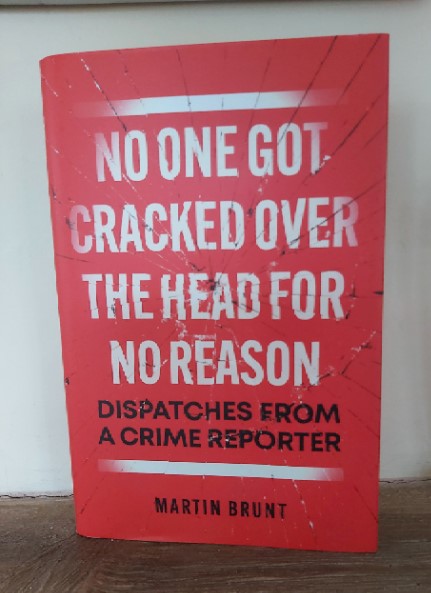 NO ONE GOT
CRACKED OVER
THE HEAD FOR
NO REASON
DISPATCHES FROM
A CRIME REPORTER
MARTIN BRUNT